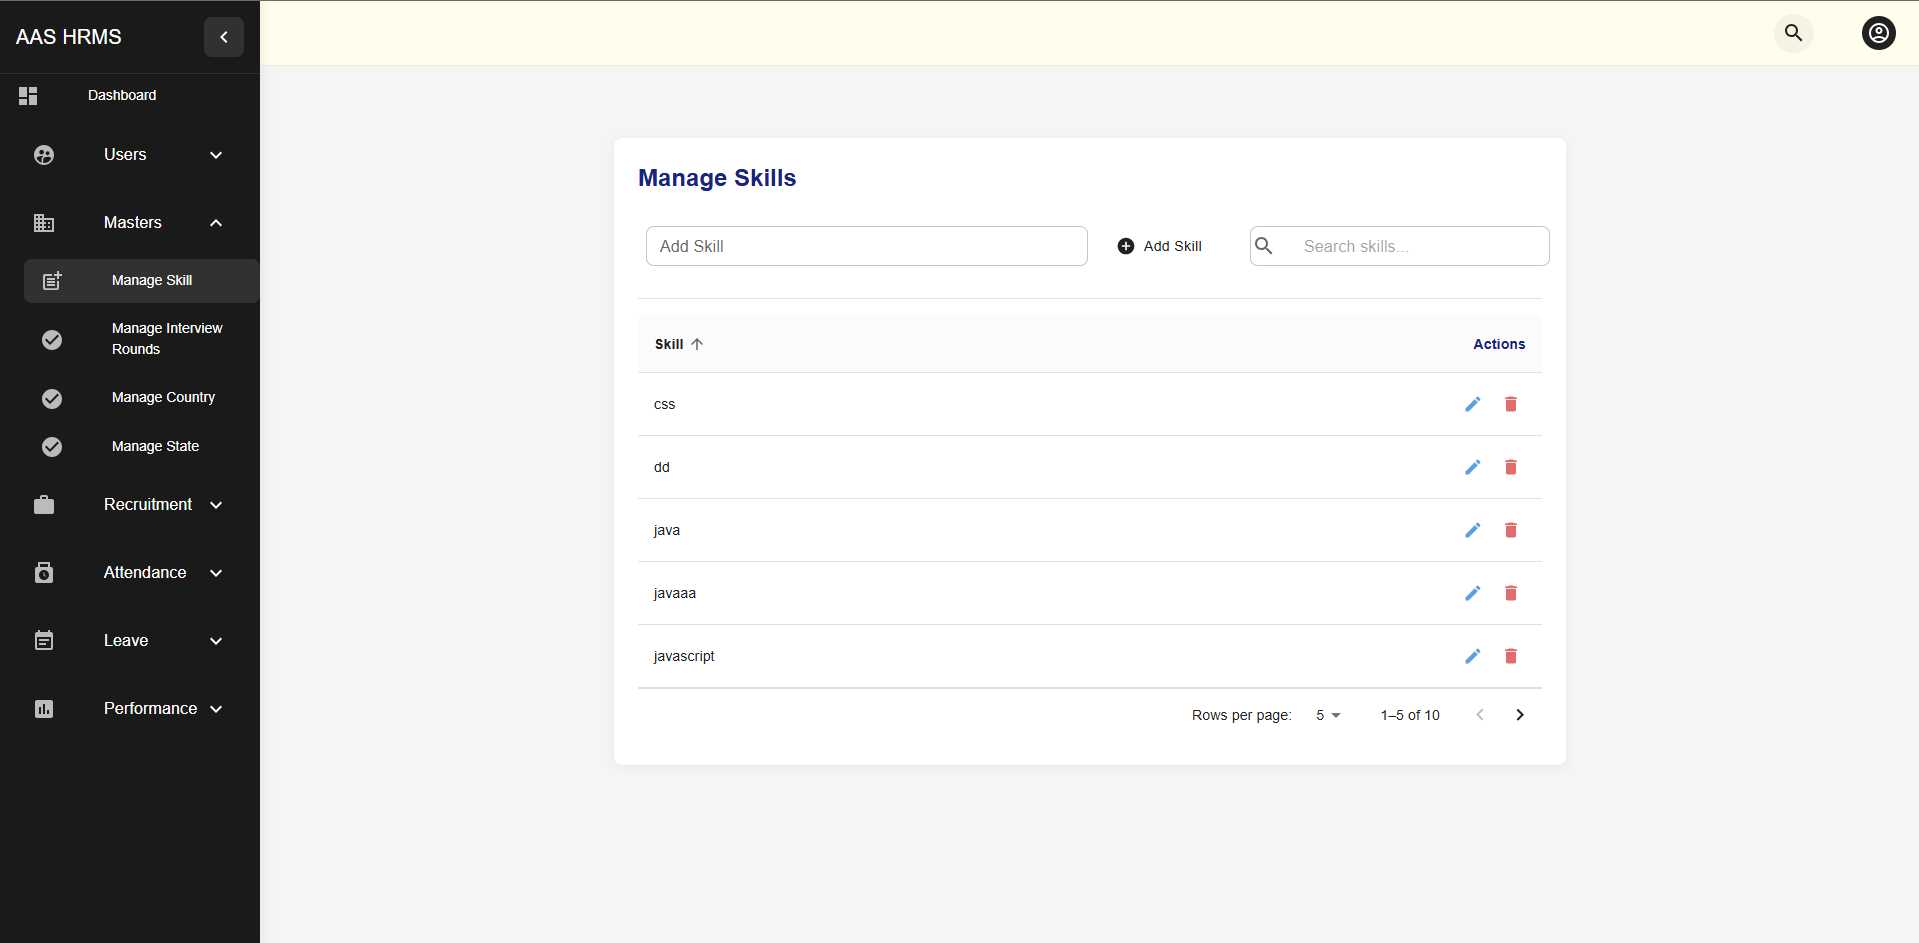 AAS HRMS
Dashboard
Users
Masters
Manage Skill
Manage Interview
Rounds
Manage Country
Manage State
Recruitment
Attendance
Leave
Performance
Manage Skills
Add Skill
Add Skill
Search skills...
Skill
Actions
css
dd
java
javaaa
javascript
Rows per page: 5 1–5 of 10